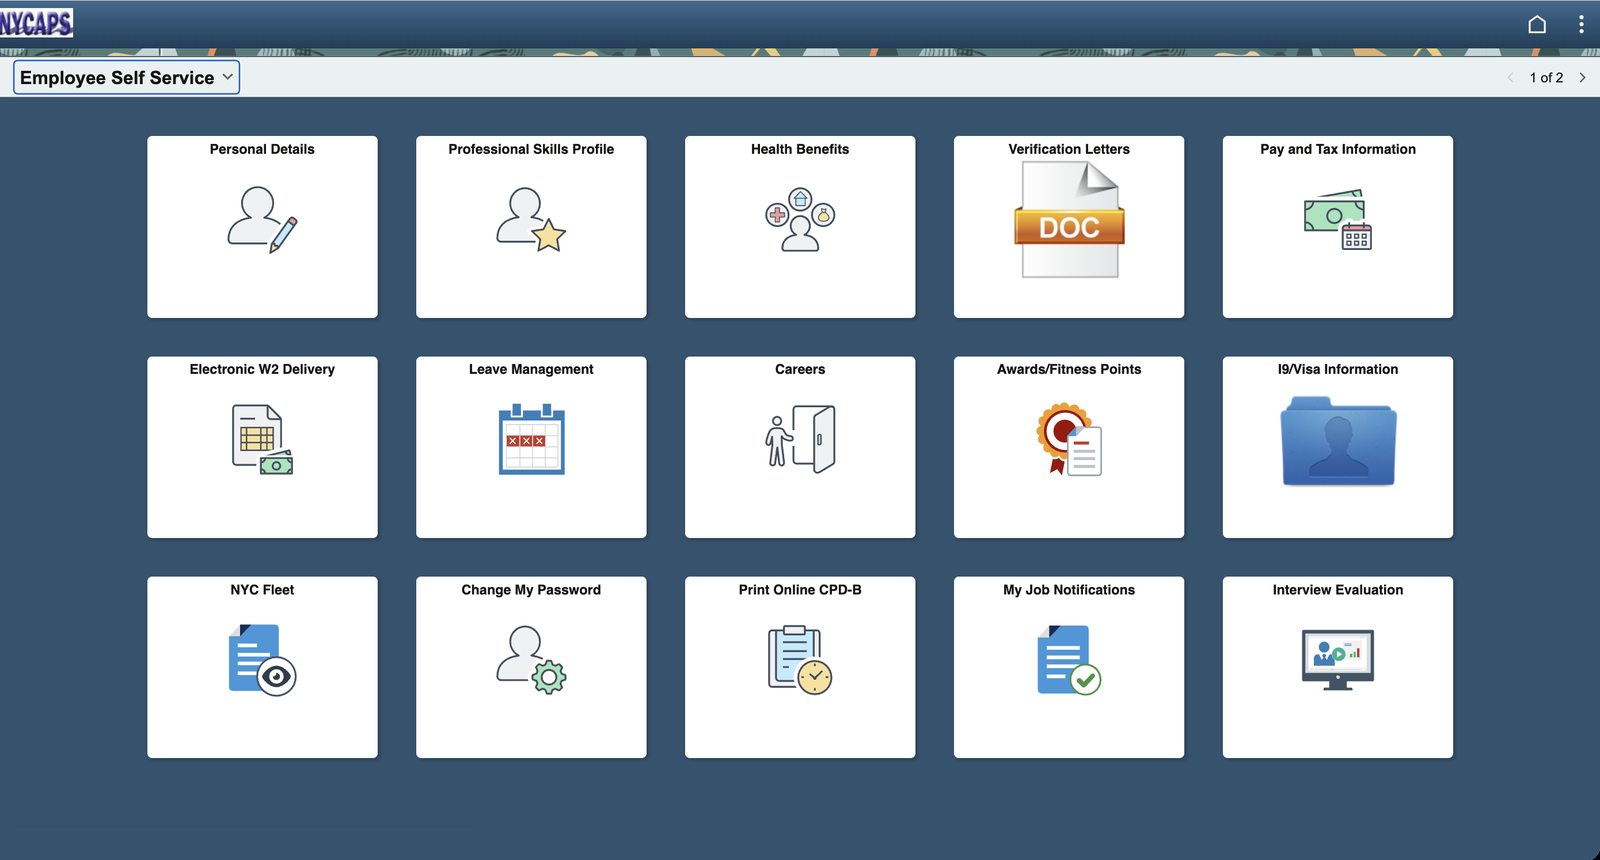 NYCAPS
Employee Self Service
1 of 2
Personal Details
Professional Skills Profile
Health Benefits
Verification Letters
DOC
Pay and Tax Information
Electronic W2 Delivery
Leave Management
X X X
Careers
Awards/Fitness Points
I9/Visa Information
NYC Fleet
Change My Password
Print Online CPD-B
My Job Notifications
Interview Evaluation